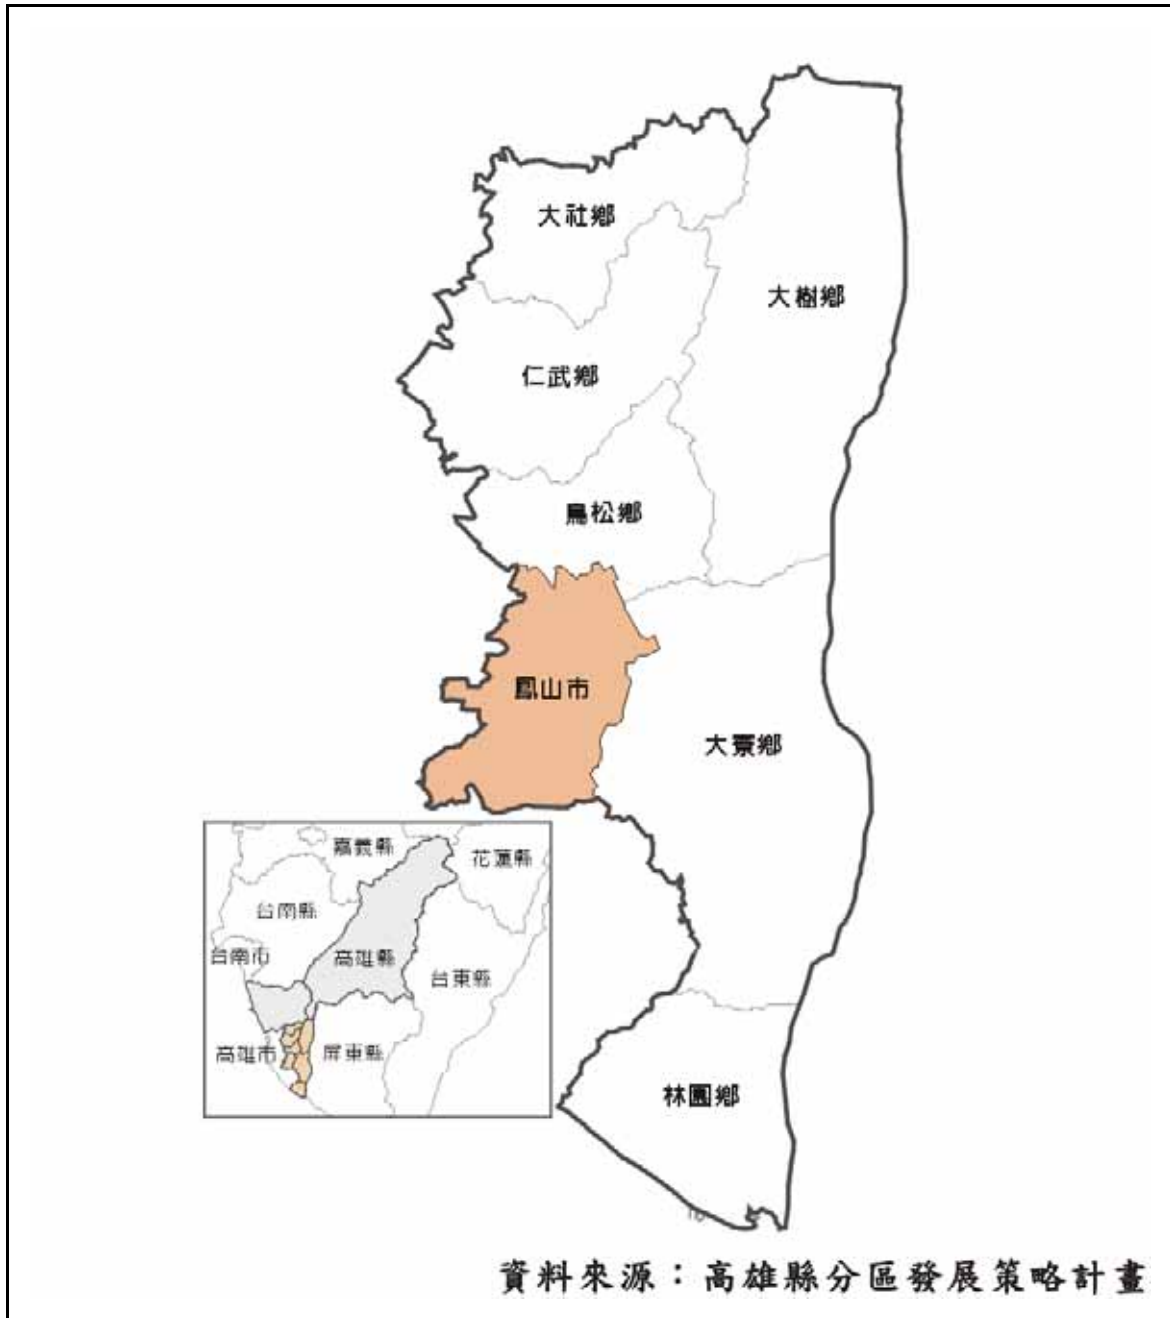 大社鄉
大樹鄉
仁武鄉
鳥松鄉
鳳山市
大寮鄉
嘉義縣
花蓮縣
台南縣
台南市
高雄縣
台東縣
高雄市
屏東縣
林園鄉
資料來源：高雄縣分區發展策略計畫